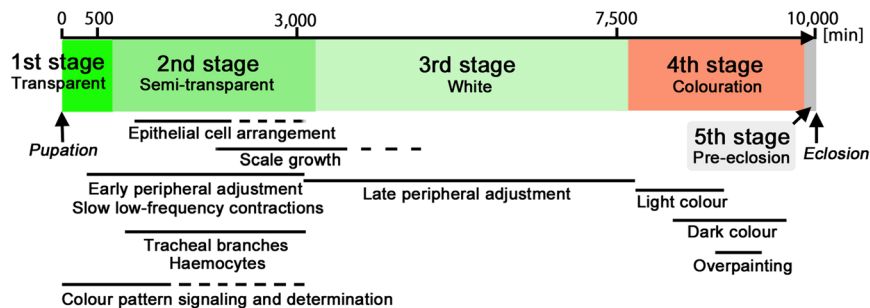 0 500 3,000 7,500 10,000
[min]
1st stage
Transparent
2nd stage
Semi-transparent
3rd stage
White
4th stage
Colouration
5th stage
Pre-eclosion
Pupation
Eclosion
Epithelial cell arrangement
Scale growth
Early peripheral adjustment
Slow low-frequency contractions
Late peripheral adjustment
Light colour
Dark colour
Overpainting
Tracheal branches
Haemocytes
Colour pattern signaling and determination